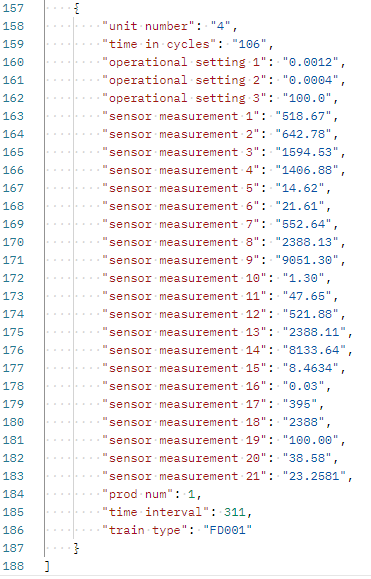 157 {
158 "unit number": "4",
159 "time in cycles": "106",
160 "operational setting 1": "0.0012",
161 "operational setting 2": "0.0004",
162 "operational setting 3": "100.0",
163 "sensor measurement 1": "518.67",
164 "sensor measurement 2": "642.78",
165 "sensor measurement 3": "1594.53",
166 "sensor measurement 4": "1406.88",
167 "sensor measurement 5": "14.62",
168 "sensor measurement 6": "21.61",
169 "sensor measurement 7": "552.64",
170 "sensor measurement 8": "2388.13",
171 "sensor measurement 9": "9051.30",
172 "sensor measurement 10": "1.30",
173 "sensor measurement 11": "47.65",
174 "sensor measurement 12": "521.88",
175 "sensor measurement 13": "2388.11",
176 "sensor measurement 14": "8133.64",
177 "sensor measurement 15": "8.4634",
178 "sensor measurement 16": "0.03",
179 "sensor measurement 17": "395",
180 "sensor measurement 18": "2388",
181 "sensor measurement 19": "100.00",
182 "sensor measurement 20": "38.58",
183 "sensor measurement 21": "23.2581",
184 "prod num": 1,
185 "time interval": 311,
186 "train type": "FD001"
187 }
188 ]